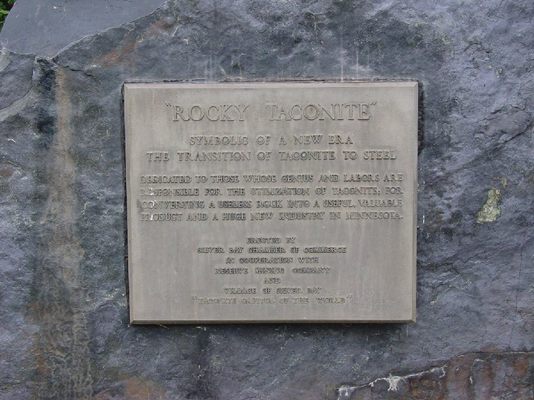 "ROCKY TACONITE"
SYMBOLIC OF A NEW ERA
THE TRANSITION OF TACONITE TO STEEL
DEDICATED TO THOSE WHOSE GENIUS AND LABORS ARE
RESPONSIBLE FOR THE UTILIZATION OF TACONITE, FOR
CONVERTING A USELESS ROCK INTO A USEFUL, VALUABLE
PRODUCT AND A HUGE NEW INDUSTRY IN MINNESOTA.
ERECTED BY
SILVER BAY CHAMBER OF COMMERCE
IN COOPERATION WITH
RESERVE MINING COMPANY
AND
VILLAGE OF SILVER BAY
"TACONITE CAPITAL OF THE WORLD"